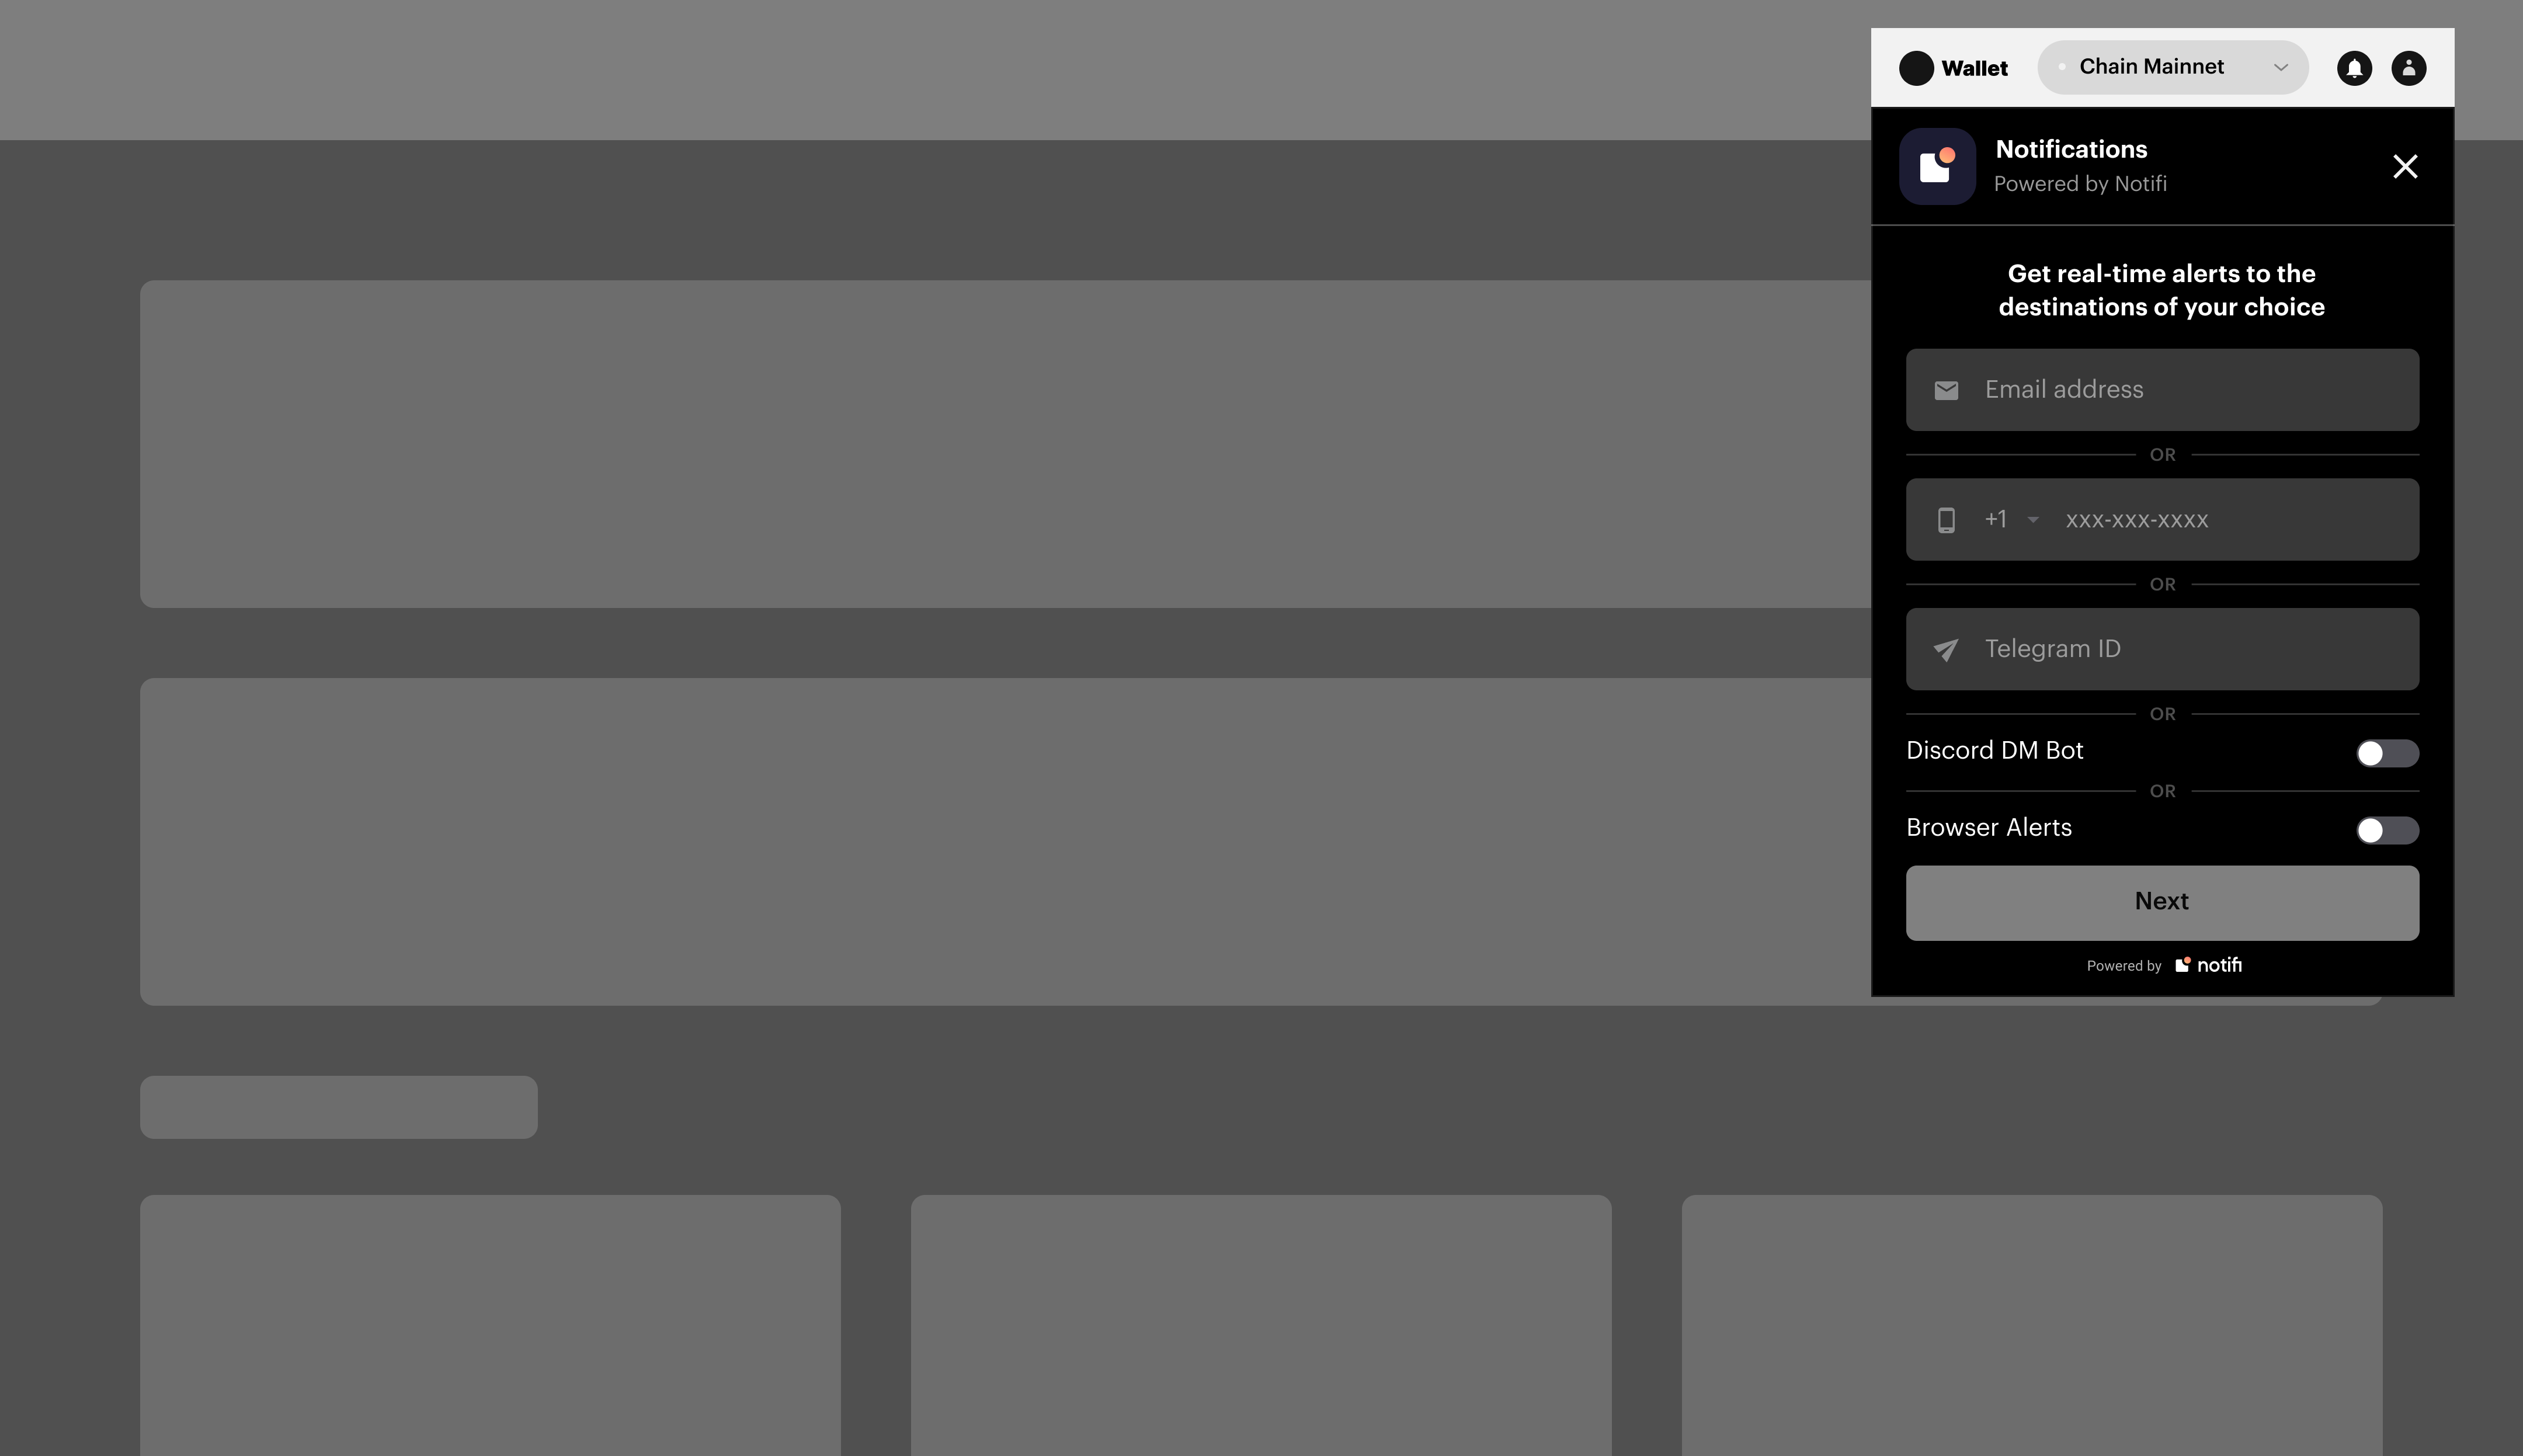 Wallet
Chain Mainnet
Notifications
Powered by Notifi
Get real-time alerts to the
destinations of your choice
Email address
OR
+1 xxx-xxx-xxxx
OR
Telegram ID
OR
Discord DM Bot
OR
Browser Alerts
Next
Powered by notifi